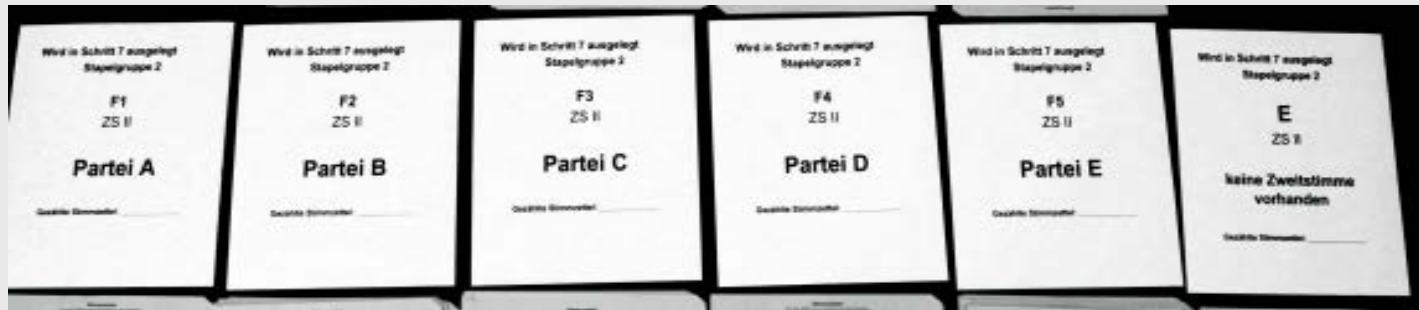 Wird in Schritt 7 ausgelegt
Stapelgruppe 2
F1
ZS II
Partei A
Gezählte Stimmzettel:
Wird in Schritt 7 ausgelegt
Stapelgruppe 2
F2
ZS II
Partei B
Gezählte Stimmzettel:
Wird in Schritt 7 ausgelegt
Stapelgruppe 2
F3
ZS II
Partei C
Gezählte Stimmzettel:
Wird in Schritt 7 ausgelegt
Stapelgruppe 2
F4
ZS II
Partei D
Gezählte Stimmzettel:
Wird in Schritt 7 ausgelegt
Stapelgruppe 2
F5
ZS II
Partei E
Gezählte Stimmzettel:
Wird in Schritt 7 ausgelegt
Stapelgruppe 2
E
ZS II
keine Zweitstimme
vorhanden
Gezählte Stimmzettel: